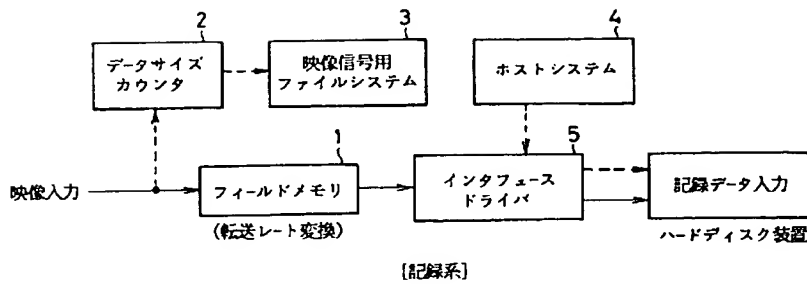 2
データサイズ
カウンタ
3
映像信号用
ファイルシステム
4
ホストシステム
映像入力
1
フィールドメモリ
(転送レート変換)
5
インタフェース
ドライバ
記録データ入力
ハードディスク装置
[記録系]